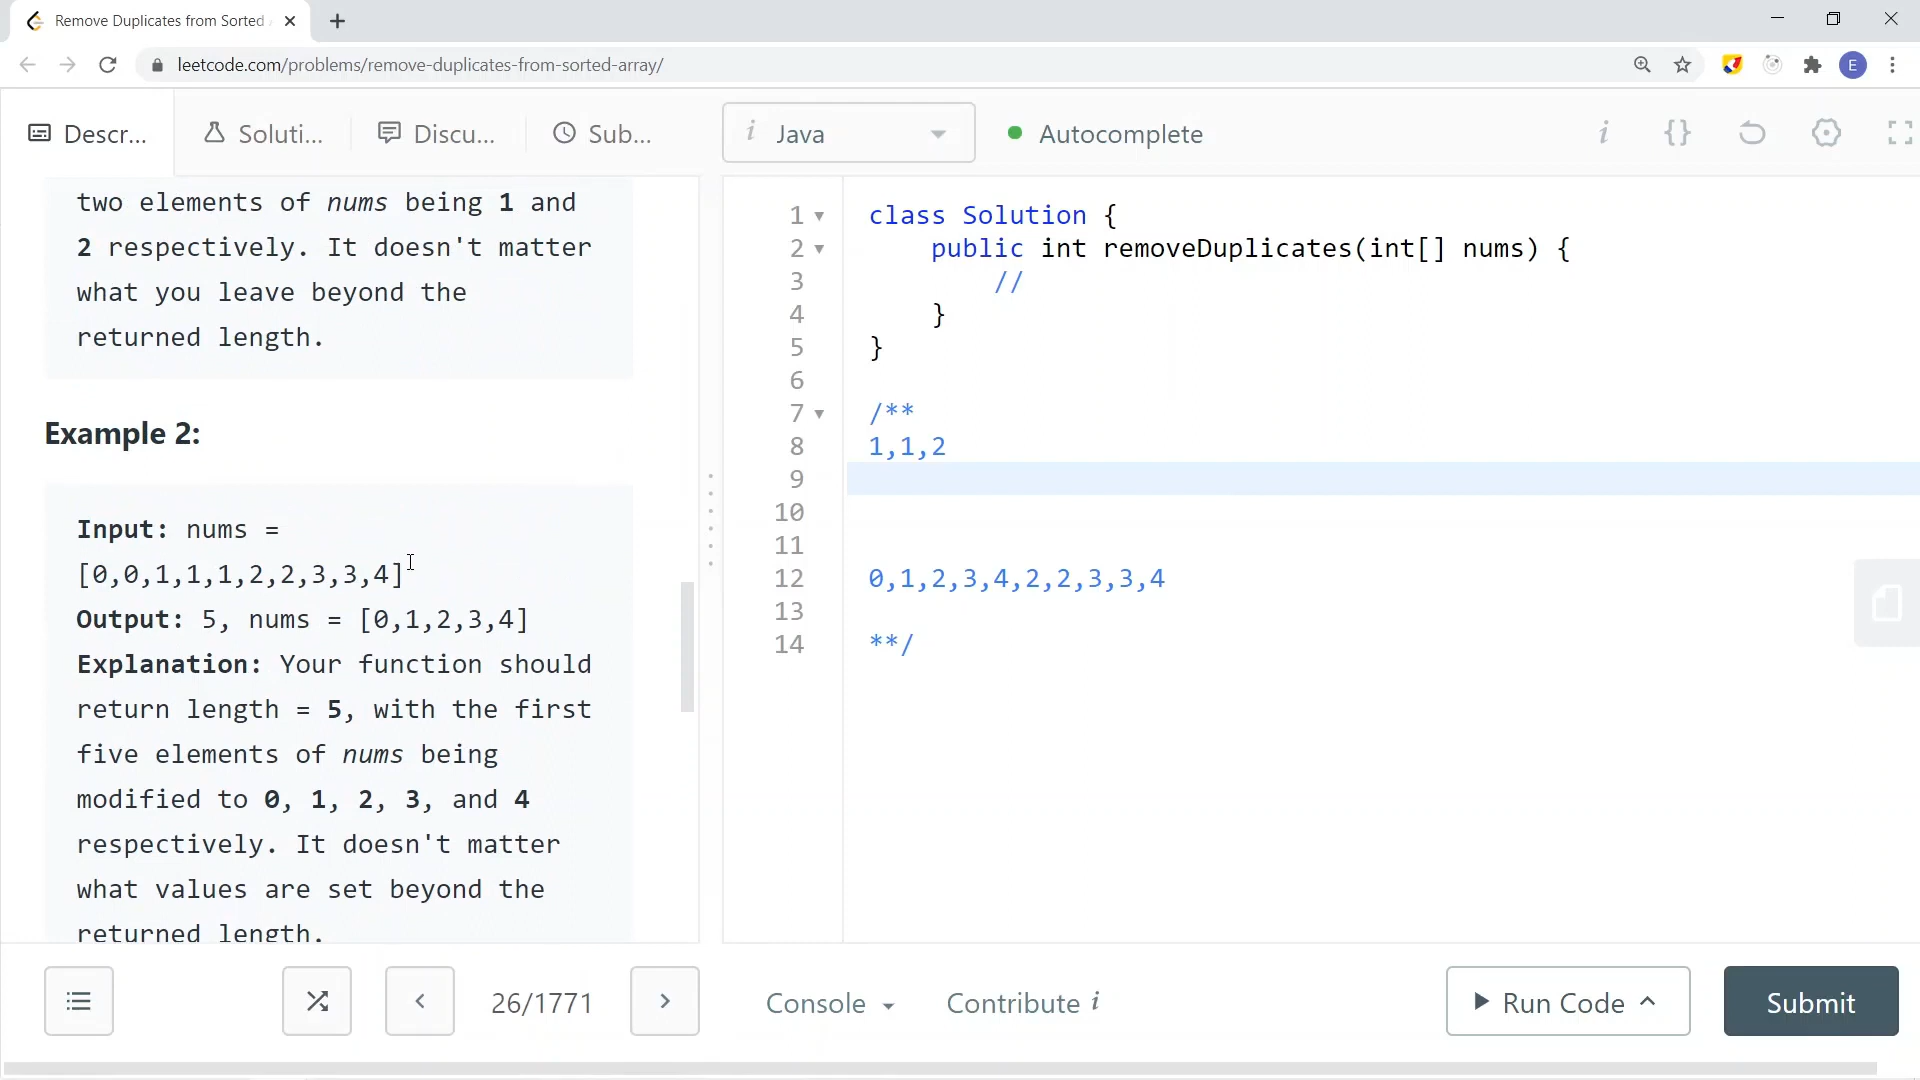 Remove Duplicates from Sorted
leetcode.com/problems/remove-duplicates-from-sorted-array/
E
Descr...
Soluti...
Discu...
Sub...
i Java
Autocomplete
i {}
two elements of nums being 1 and
2 respectively. It doesn't matter
what you leave beyond the
returned length.
Example 2:
Input: nums =
[0,0,1,1,1,2,2,3,3,4]
Output: 5, nums = [0,1,2,3,4]
Explanation: Your function should
return length = 5, with the first
five elements of nums being
modified to 0, 1, 2, 3, and 4
respectively. It doesn't matter
what values are set beyond the
returned length.
1 class Solution {
2 public int removeDuplicates(int[] nums) {
3 //
4 }
5 }
6
7 /**
8 1,1,2
9
10
11
12 0,1,2,3,4,2,2,3,3,4
13
14 **/
26/1771
Console
Contribute i
Run Code
Submit